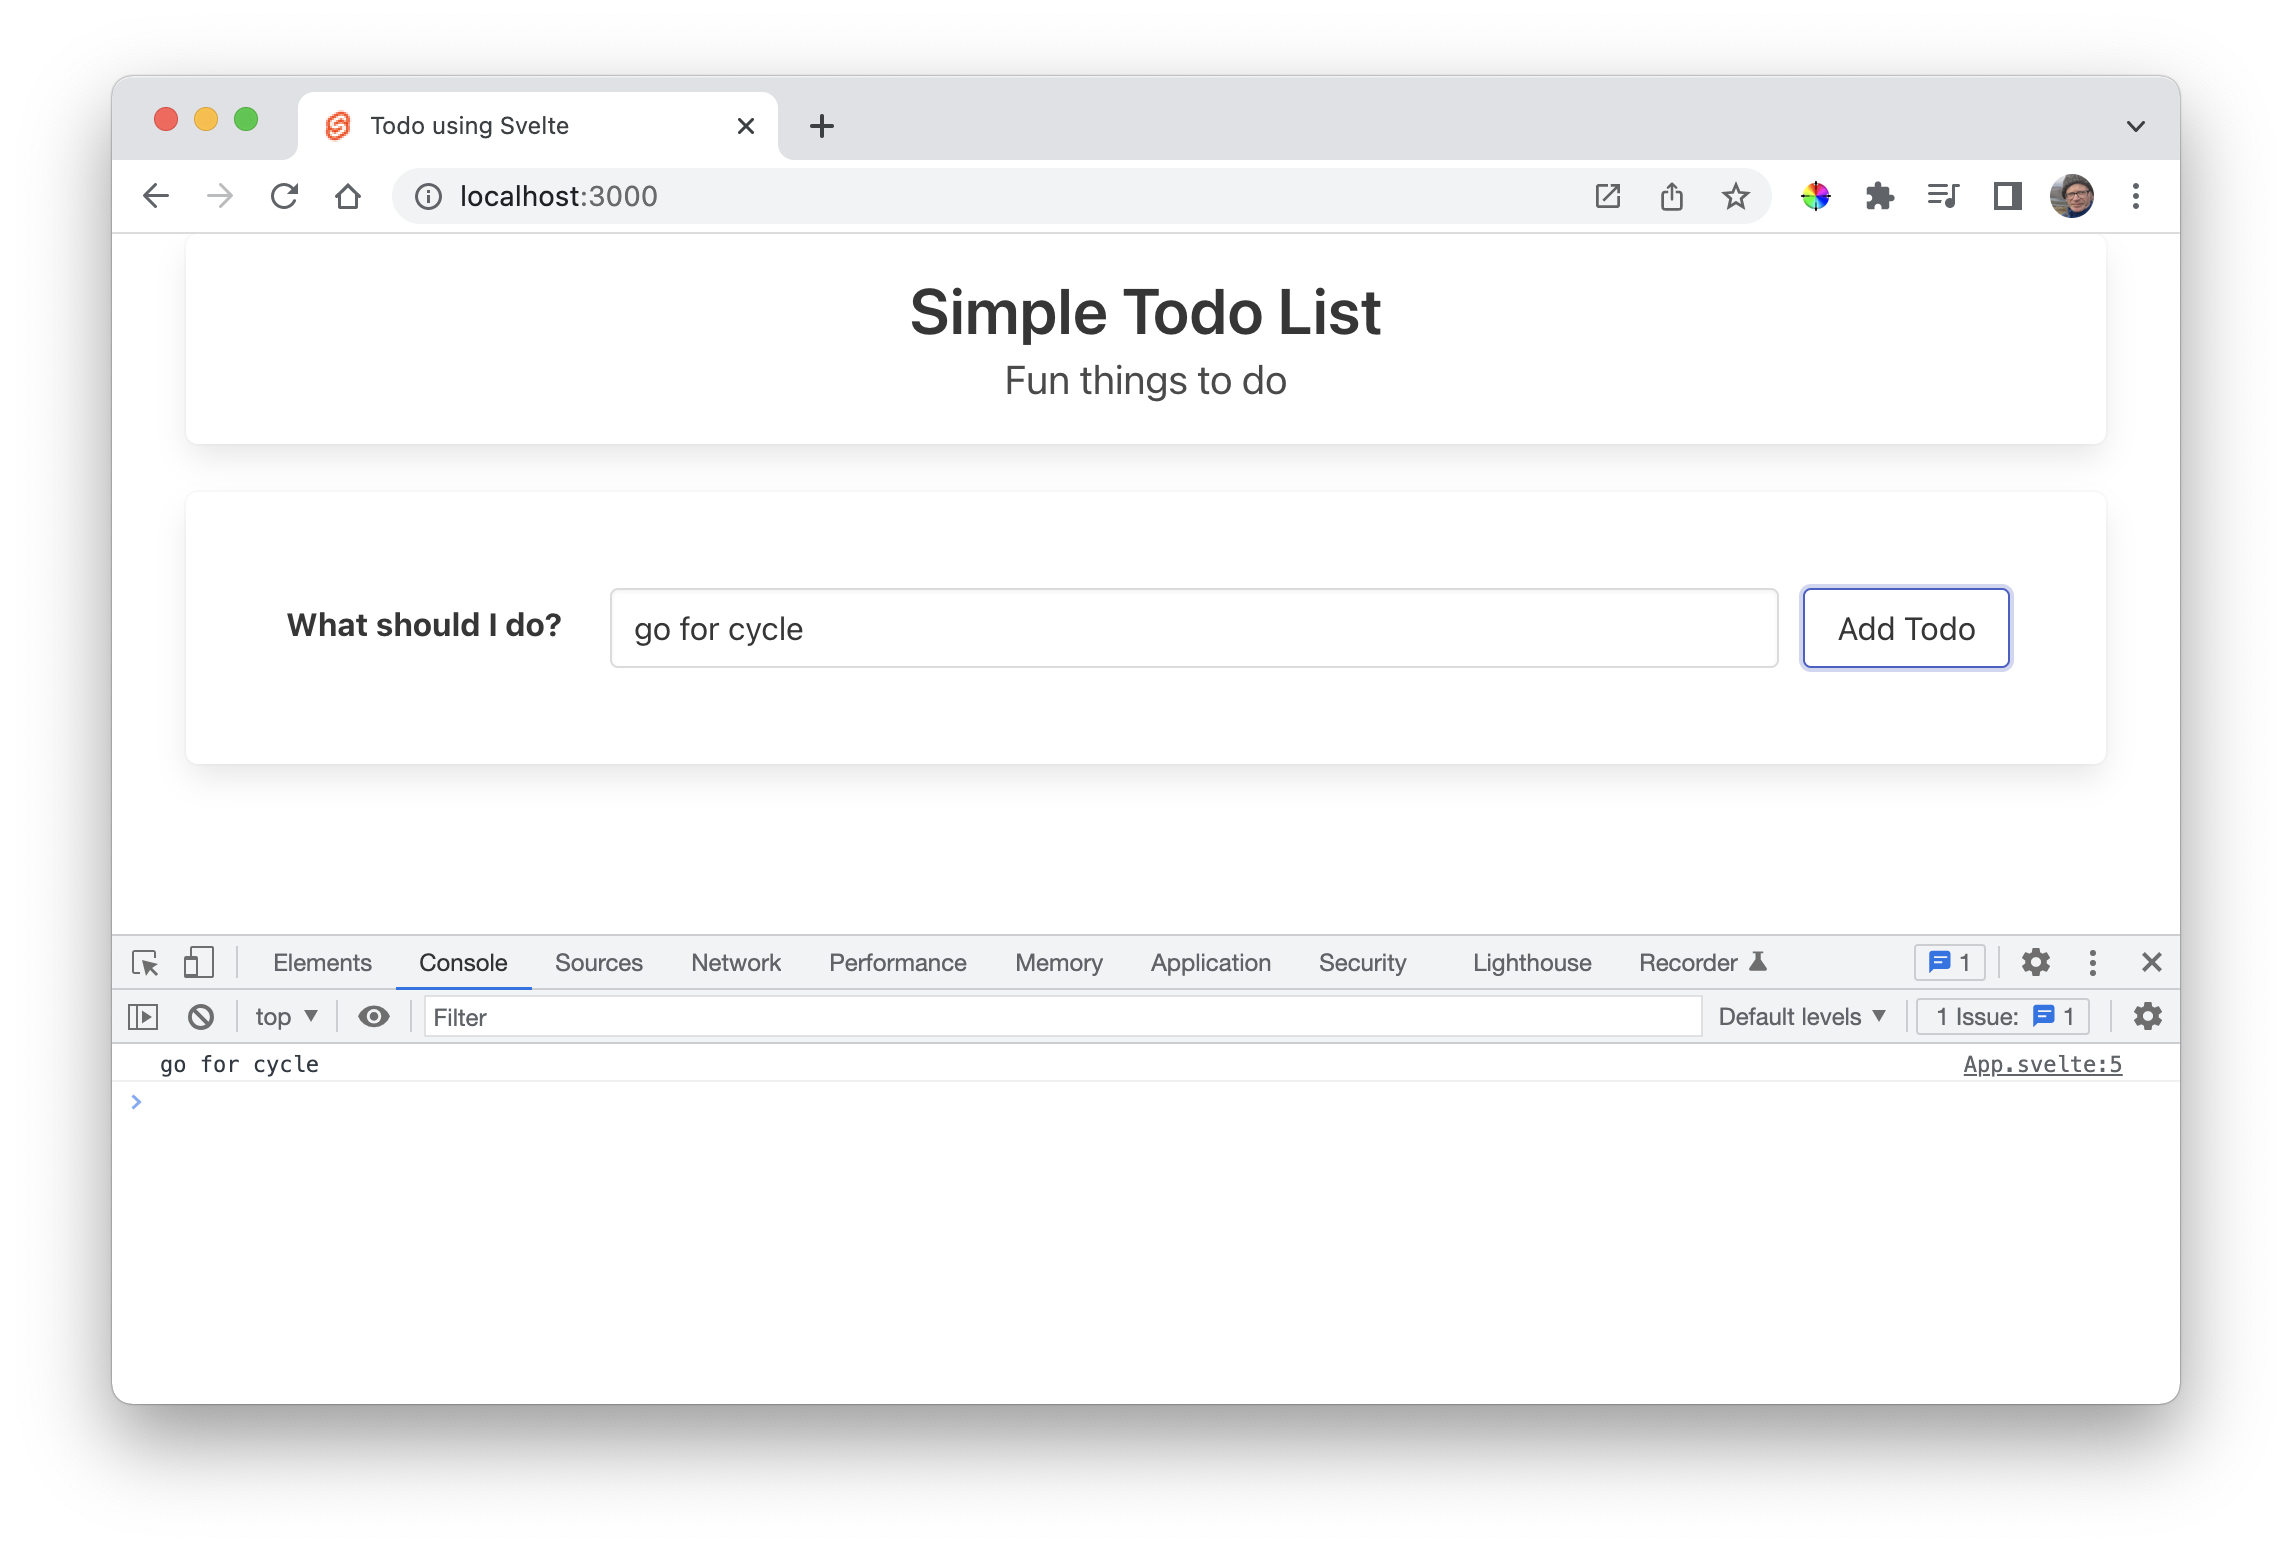 Todo using Svelte
localhost:3000
Simple Todo List
Fun things to do
What should I do? go for cycle Add Todo
Elements Console Sources Network Performance Memory Application Security Lighthouse Recorder 1
top Filter Default levels 1 Issue: 1
go for cycle App.svelte:5